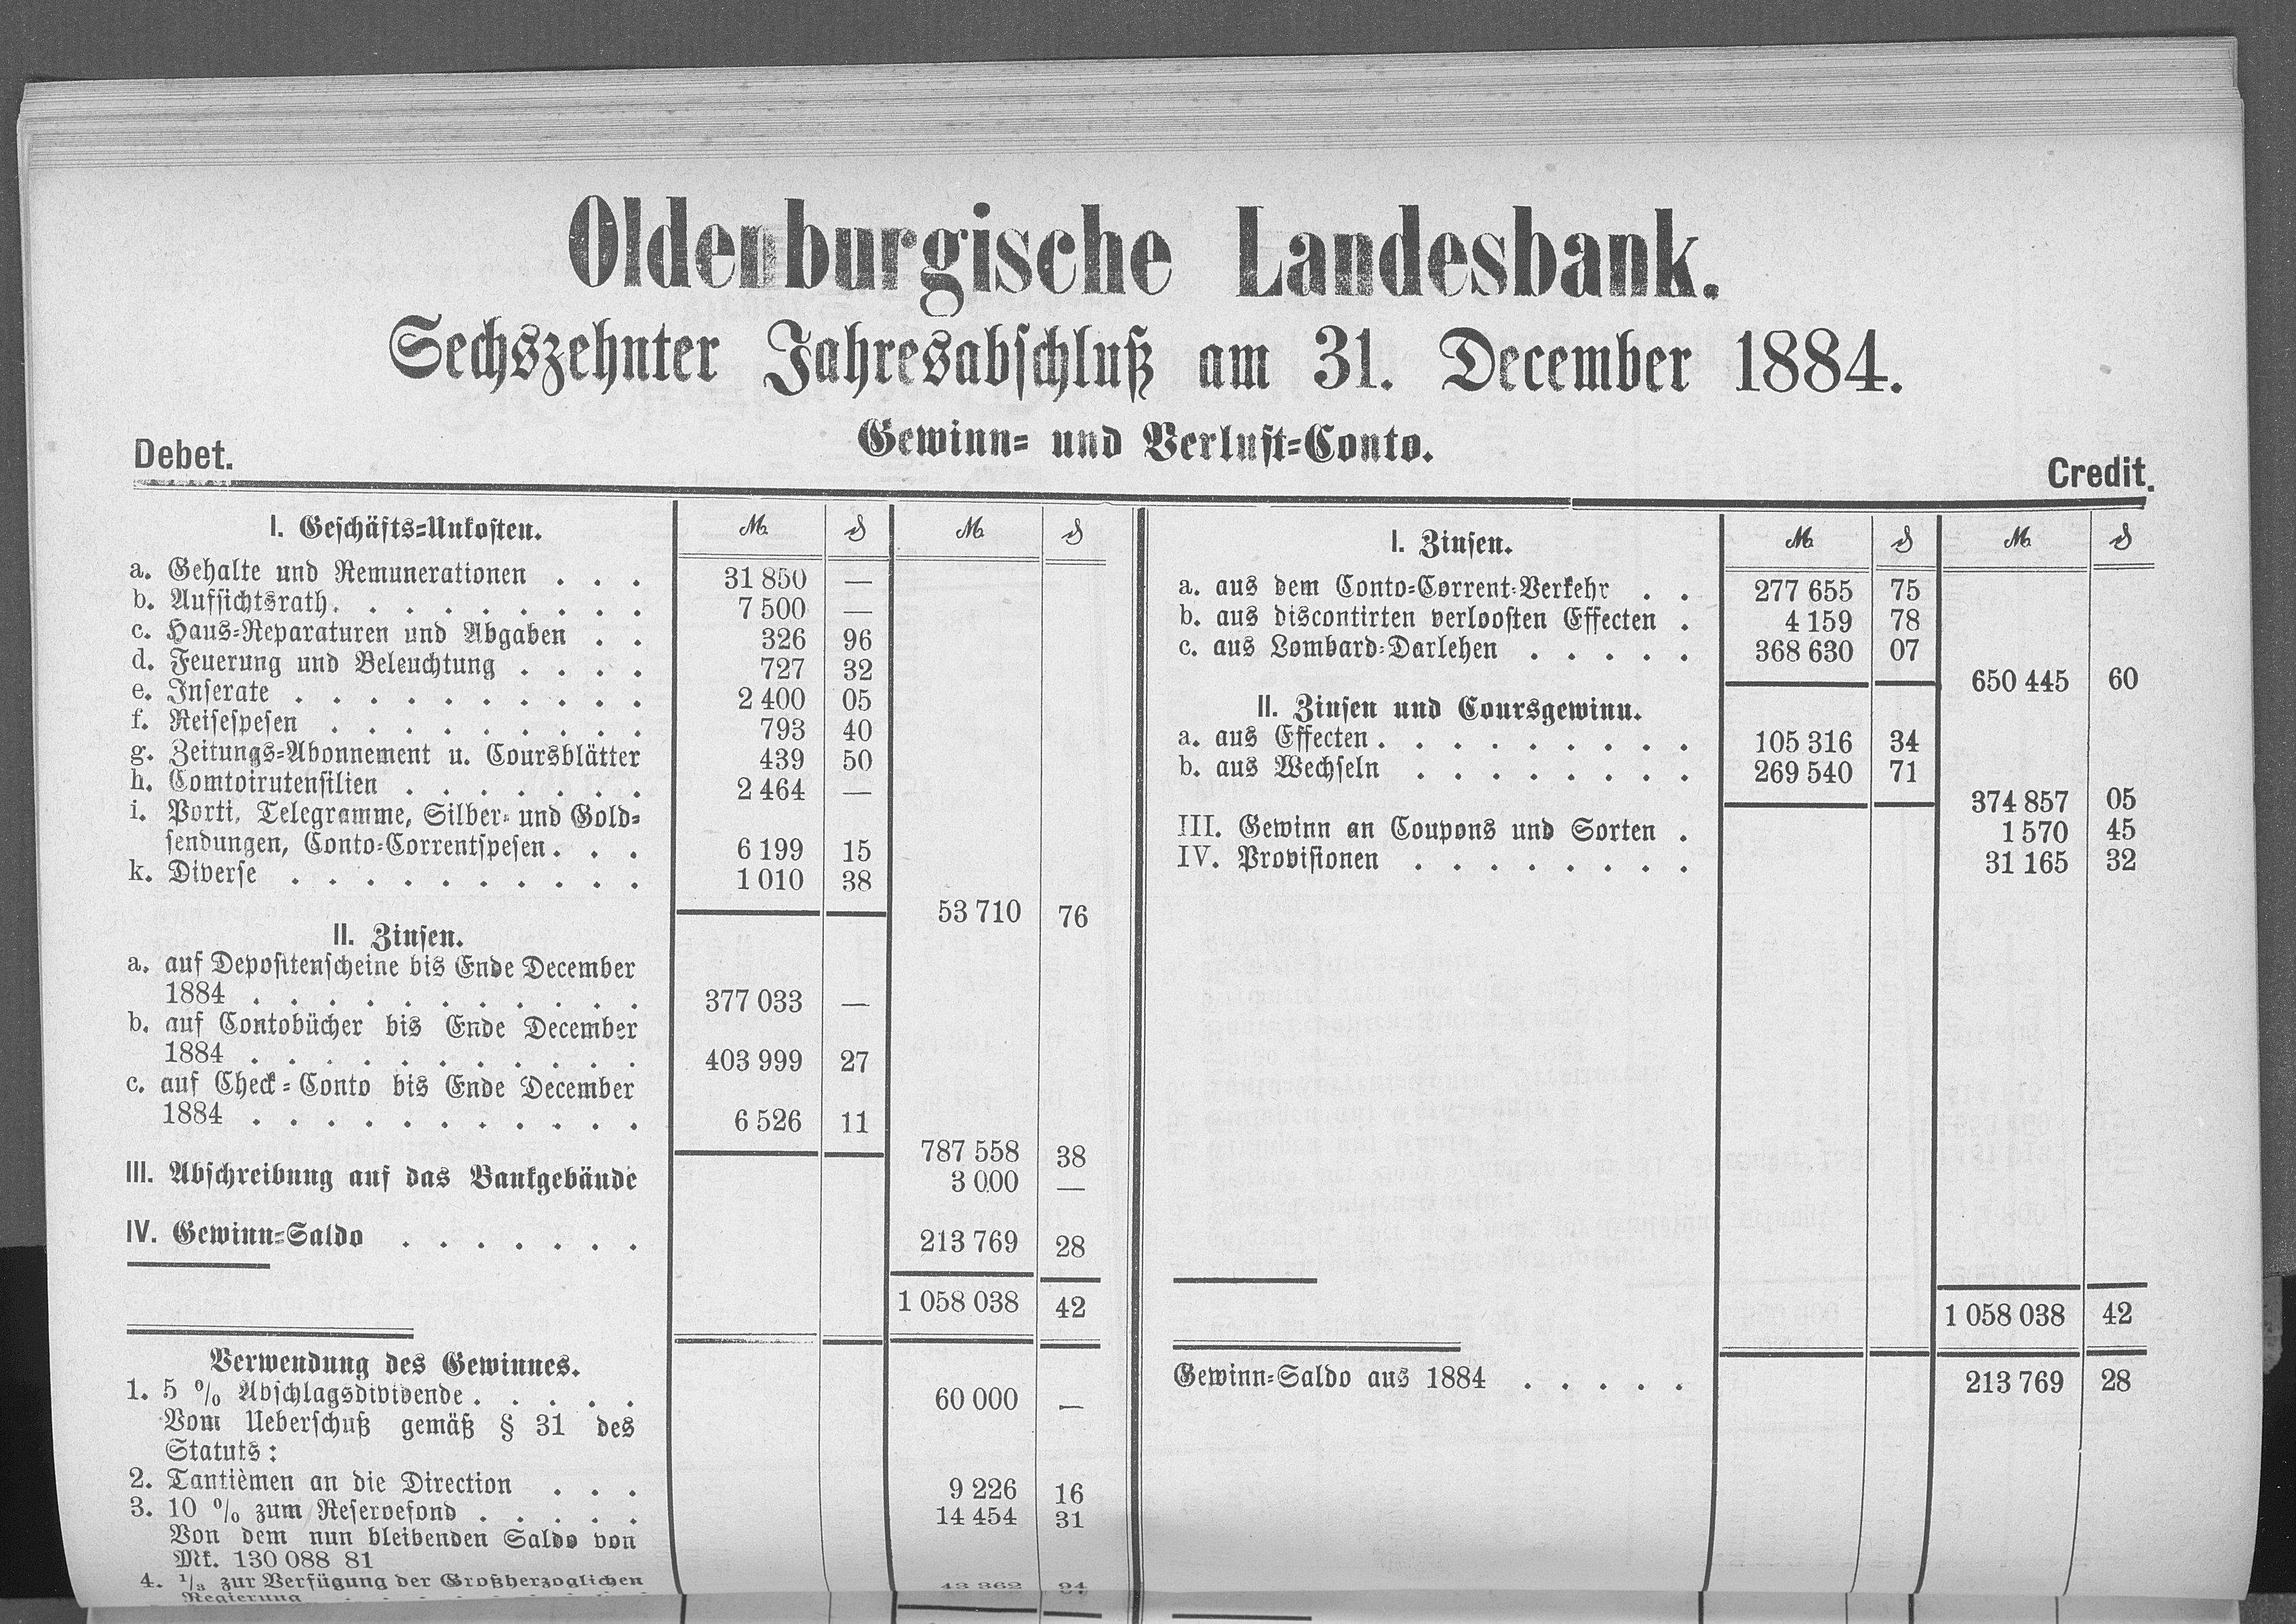 Oldenburgische Landesbank.
Sechszehnter Jahresabschluß am 31. December 1884.
Gewinn- und Verlust-Conto.
Debet.
Credit.
I. Geschäfts-Unkosten. ℳ ₰ ℳ ₰
a. Gehalte und Remunerationen . . . 31 850 —
b. Aufsichtsrath. . . . . . . . . 7 500 —
c. Haus-Reparaturen und Abgaben . . 326 96
d. Feuerung und Beleuchtung . . . . 727 32
e. Inserate . . . . . . . . . . 2 400 05
f. Reisespesen . . . . . . . . . 793 40
g. Zeitungs-Abonnement u. Coursblätter 439 50
h. Comtoirutensilien . . . . . . . 2 464 —
i. Porti, Telegramme, Silber- und Gold-
sendungen, Conto-Correntspesen. . . 6 199 15
k. Diverse . . . . . . . . . . 1 010 38
53 710 76
II. Zinsen.
a. auf Depositenscheine bis Ende December
1884 . . . . . . . . . . . 377 033 —
b. auf Contobücher bis Ende December
1884 . . . . . . . . . . . 403 999 27
c. auf Check-Conto bis Ende December
1884 . . . . . . . . . . . 6 526 11
787 558 38
III. Abschreibung auf das Bankgebäude 3 000 —
IV. Gewinn-Saldo . . . . . . . 213 769 28
1 058 038 42
Verwendung des Gewinnes.
1. 5 % Abschlagsdividende . . . . . 60 000 —
Vom Ueberschuß gemäß § 31 des
Statuts:
2. Tantièmen an die Direction . . . 9 226 16
3. 10 % zum Reservefond . . . . . 14 454 31
Von dem nun bleibenden Saldo von
Mk. 130 088 81
4. ⅓ zur Verfügung der Großherzoglichen
Regierung . . . . . . . . 43 362 94
I. Zinsen. ℳ ₰ ℳ ₰
a. aus dem Conto-Corrent-Verkehr . . 277 655 75
b. aus discontirten verloosten Effecten . 4 159 78
c. aus Lombard-Darlehen . . . . . 368 630 07
650 445 60
II. Zinsen und Coursgewinn.
a. aus Effecten . . . . . . . . . 105 316 34
b. aus Wechseln . . . . . . . . 269 540 71
374 857 05
III. Gewinn an Coupons und Sorten . 1 570 45
IV. Provisionen . . . . . . . . 31 165 32
1 058 038 42
Gewinn-Saldo aus 1884 . . . . . 213 769 28